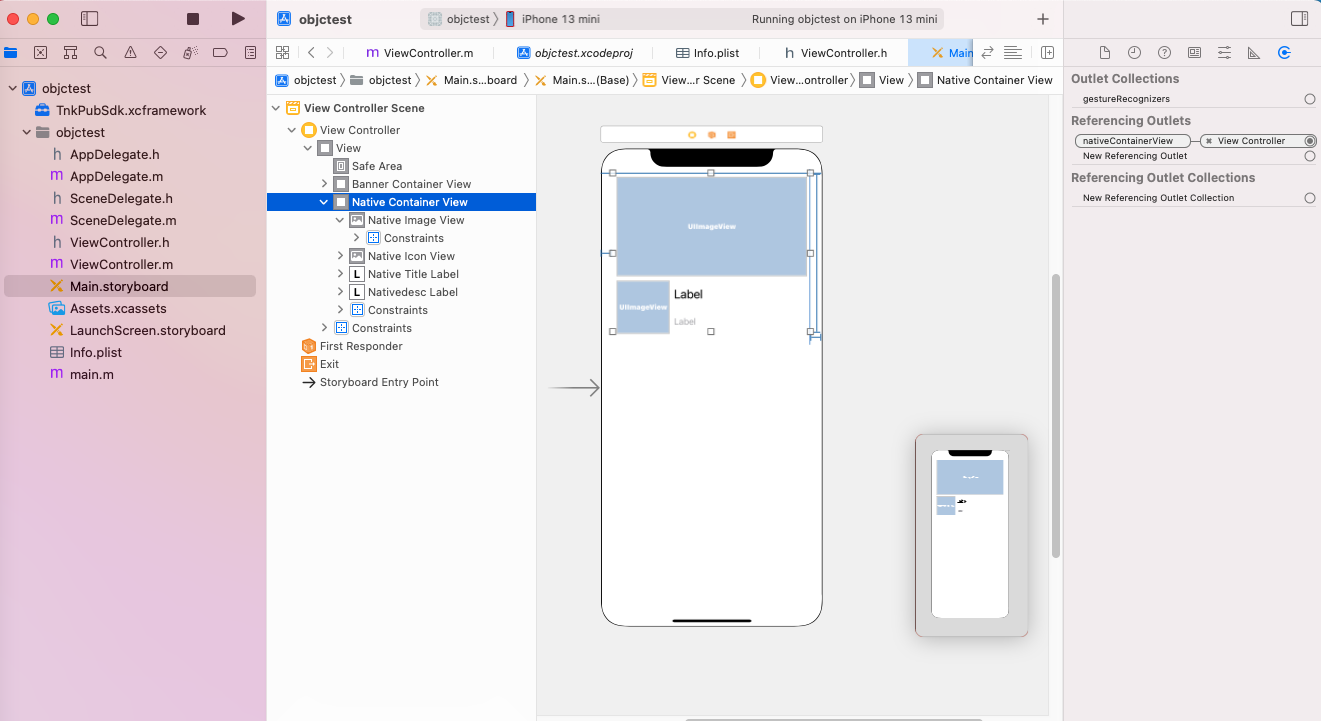 objctest
objctest
iPhone 13 mini
Running objctest on iPhone 13 mini
ViewController.m
objctest.xcodeproj
Info.plist
ViewController.h
Main
objctest
objctest
Main.s...board
Main.s...(Base)
View...r Scene
View...ontroller
View
Native Container View
objctest
TnkPubSdk.xcframework
objctest
h AppDelegate.h
m AppDelegate.m
h SceneDelegate.h
m SceneDelegate.m
h ViewController.h
m ViewController.m
Main.storyboard
Assets.xcassets
LaunchScreen.storyboard
Info.plist
m main.m
View Controller Scene
View Controller
View
Safe Area
Banner Container View
Native Container View
Native Image View
Constraints
Native Icon View
L Native Title Label
L Nativedesc Label
Constraints
Constraints
First Responder
Exit
Storyboard Entry Point
UIImageView
UIImageView
Label
Label
Outlet Collections
gestureRecognizers
Referencing Outlets
nativeContainerView
View Controller
New Referencing Outlet
Referencing Outlet Collections
New Referencing Outlet Collection